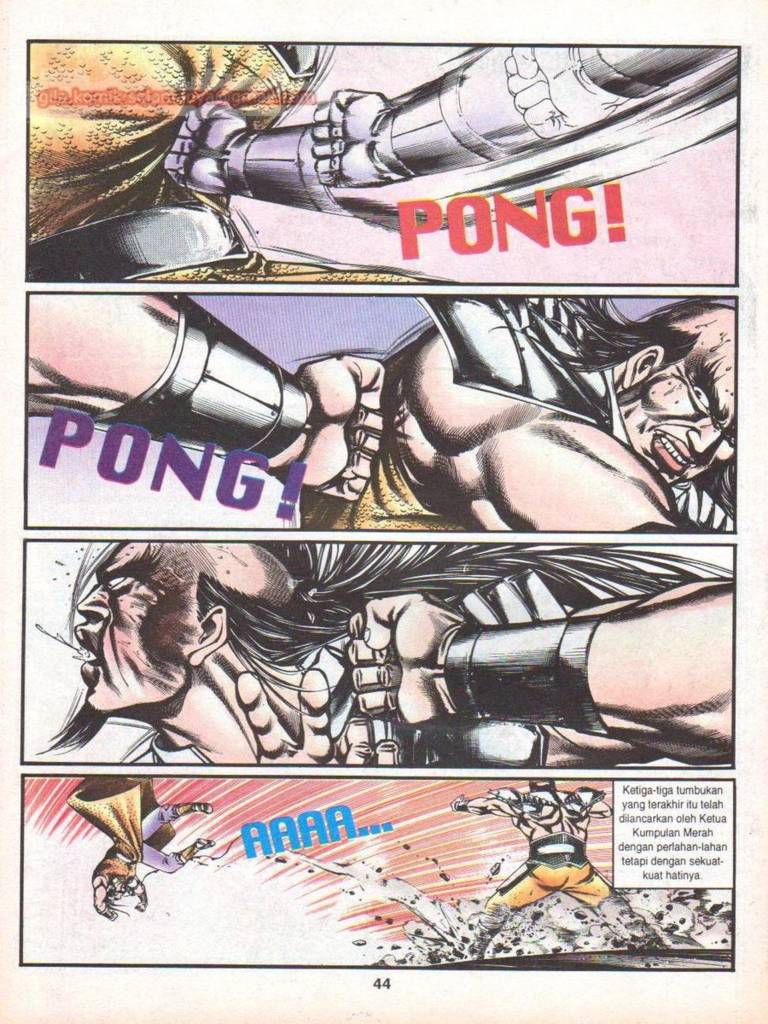 PONG!
PONG!
AAAA...
Ketiga-tiga tumbukan
yang terakhir itu telah
dilancarkan oleh Ketua
Kumpulan Merah
dengan perlahan-lahan
tetapi dengan sekuat-
kuat hatinya.
44